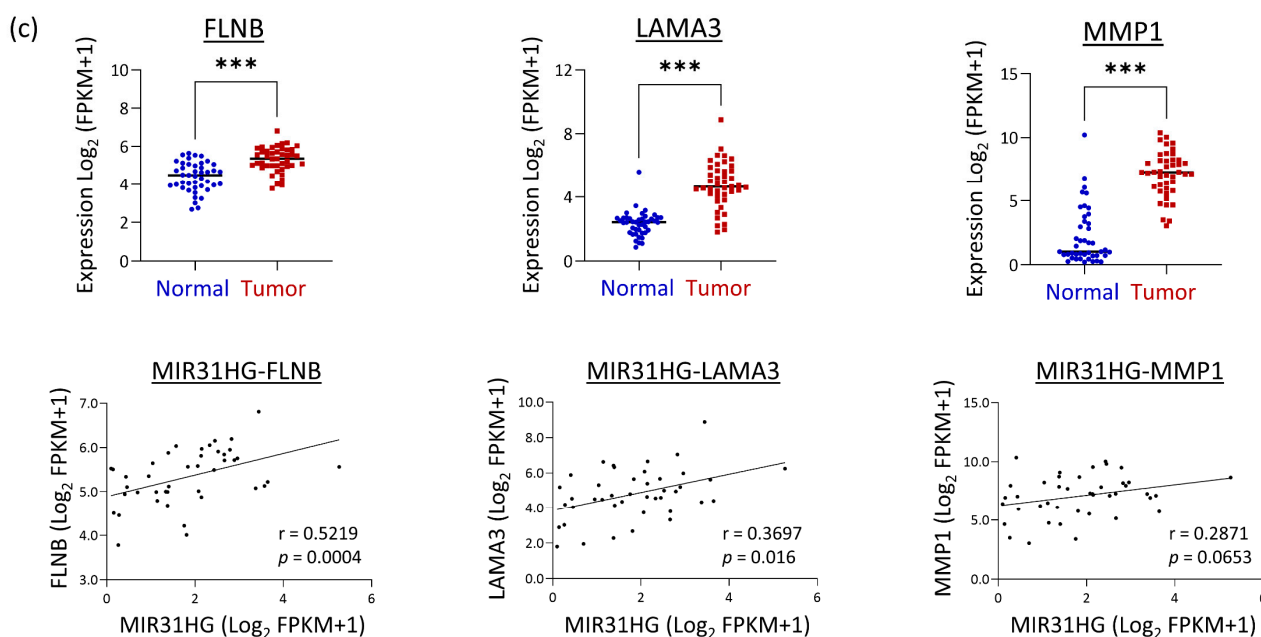 (c)
FLNB
Expression Log2 (FPKM+1)
10
8
6
4
2
0
***
Normal Tumor
LAMA3
Expression Log2 (FPKM+1)
12
8
4
0
***
Normal Tumor
MMP1
Expression Log2 (FPKM+1)
15
10
5
0
***
Normal Tumor
MIR31HG-FLNB
FLNB (Log2 FPKM+1)
7.0
6.0
5.0
4.0
3.0
r = 0.5219
p = 0.0004
0 2 4 6
MIR31HG (Log2 FPKM+1)
MIR31HG-LAMA3
LAMA3 (Log2 FPKM+1)
10.0
8.0
6.0
4.0
2.0
0.0
r = 0.3697
p = 0.016
0 2 4 6
MIR31HG (Log2 FPKM+1)
MIR31HG-MMP1
MMP1 (Log2 FPKM+1)
15.0
10.0
5.0
0.0
r = 0.2871
p = 0.0653
0 2 4 6
MIR31HG (Log2 FPKM+1)